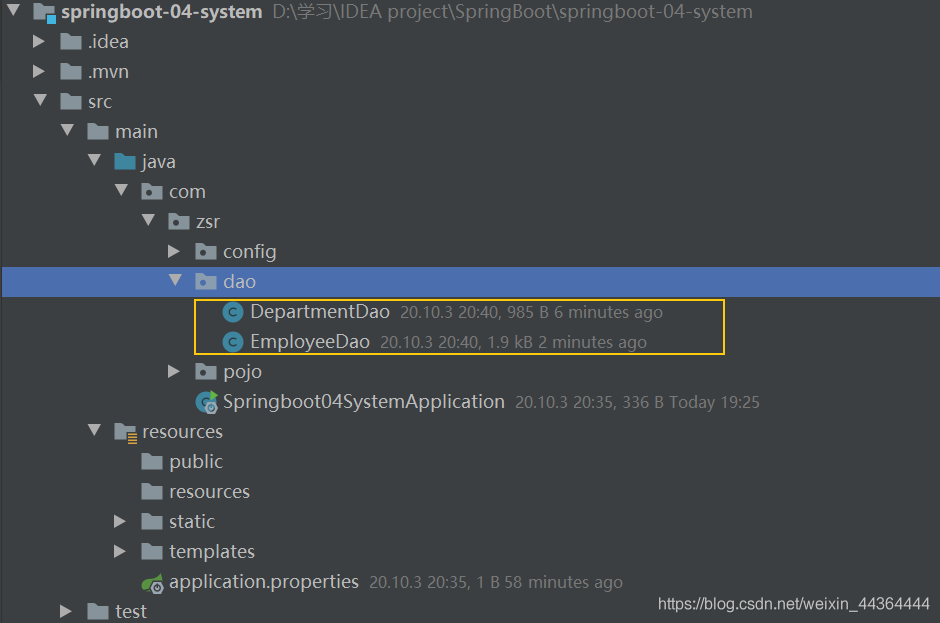 springboot-04-system D:\学习\IDEA project\SpringBoot\springboot-04-system
.idea
.mvn
src
main
java
com
zsr
config
dao
DepartmentDao 20.10.3 20:40, 985 B 6 minutes ago
EmployeeDao 20.10.3 20:40, 1.9 kB 2 minutes ago
pojo
Springboot04SystemApplication 20.10.3 20:35, 336 B Today 19:25
resources
public
resources
static
templates
application.properties 20.10.3 20:35, 1 B 58 minutes ago
test
https://blog.csdn.net/weixin_44364444